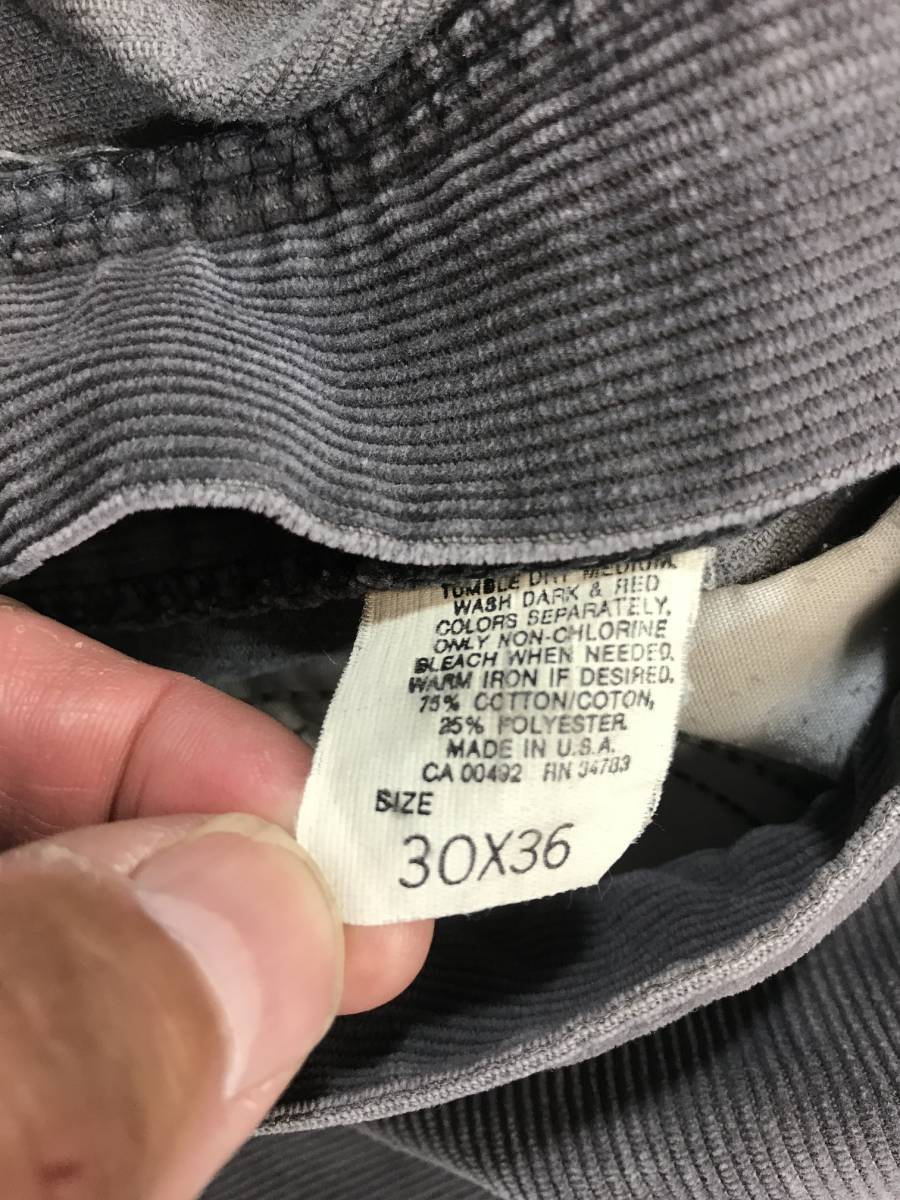 TUMBLE DRY MEDIUM.
WASH DARK & RED
COLORS SEPARATELY.
ONLY NON-CHLORINE
BLEACH WHEN NEEDED.
WARM IRON IF DESIRED.
75% COTTON/COTON,
25% POLYESTER
MADE IN U.S.A.
CA 00492 RN 34783
SIZE
30X36